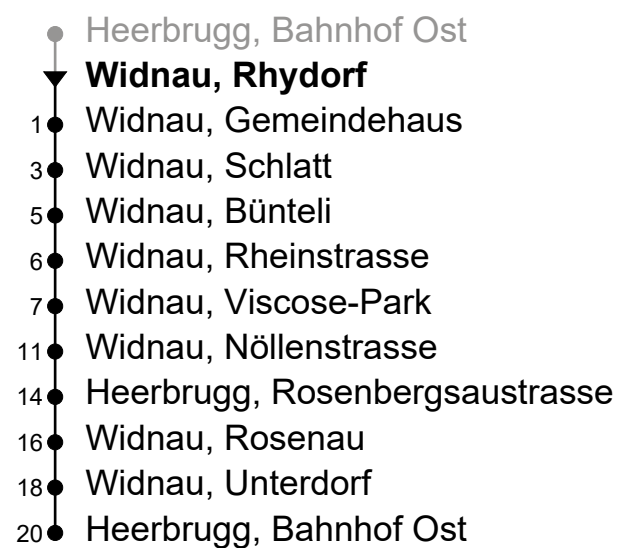 Heerbrugg, Bahnhof Ost
Widnau, Rhydorf
1 Widnau, Gemeindehaus
3 Widnau, Schlatt
5 Widnau, Bünteli
6 Widnau, Rheinstrasse
7 Widnau, Viscose-Park
11 Widnau, Nöllenstrasse
14 Heerbrugg, Rosenbergsaustrasse
16 Widnau, Rosenau
18 Widnau, Unterdorf
20 Heerbrugg, Bahnhof Ost